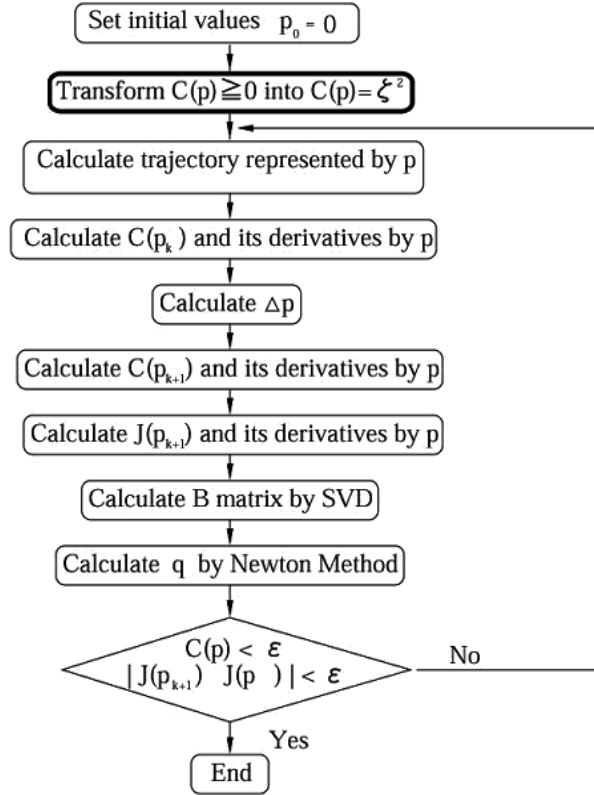 Set initial values p₀ = 0
Transform C(p)≧0 into C(p)= ζ²
Calculate trajectory represented by p
Calculate C(pₖ) and its derivatives by p
Calculate △p
Calculate C(pₖ₊₁) and its derivatives by p
Calculate J(pₖ₊₁) and its derivatives by p
Calculate B matrix by SVD
Calculate q by Newton Method
C(p) < ε
| J(pₖ₊₁) J(p ) | < ε
No
Yes
End